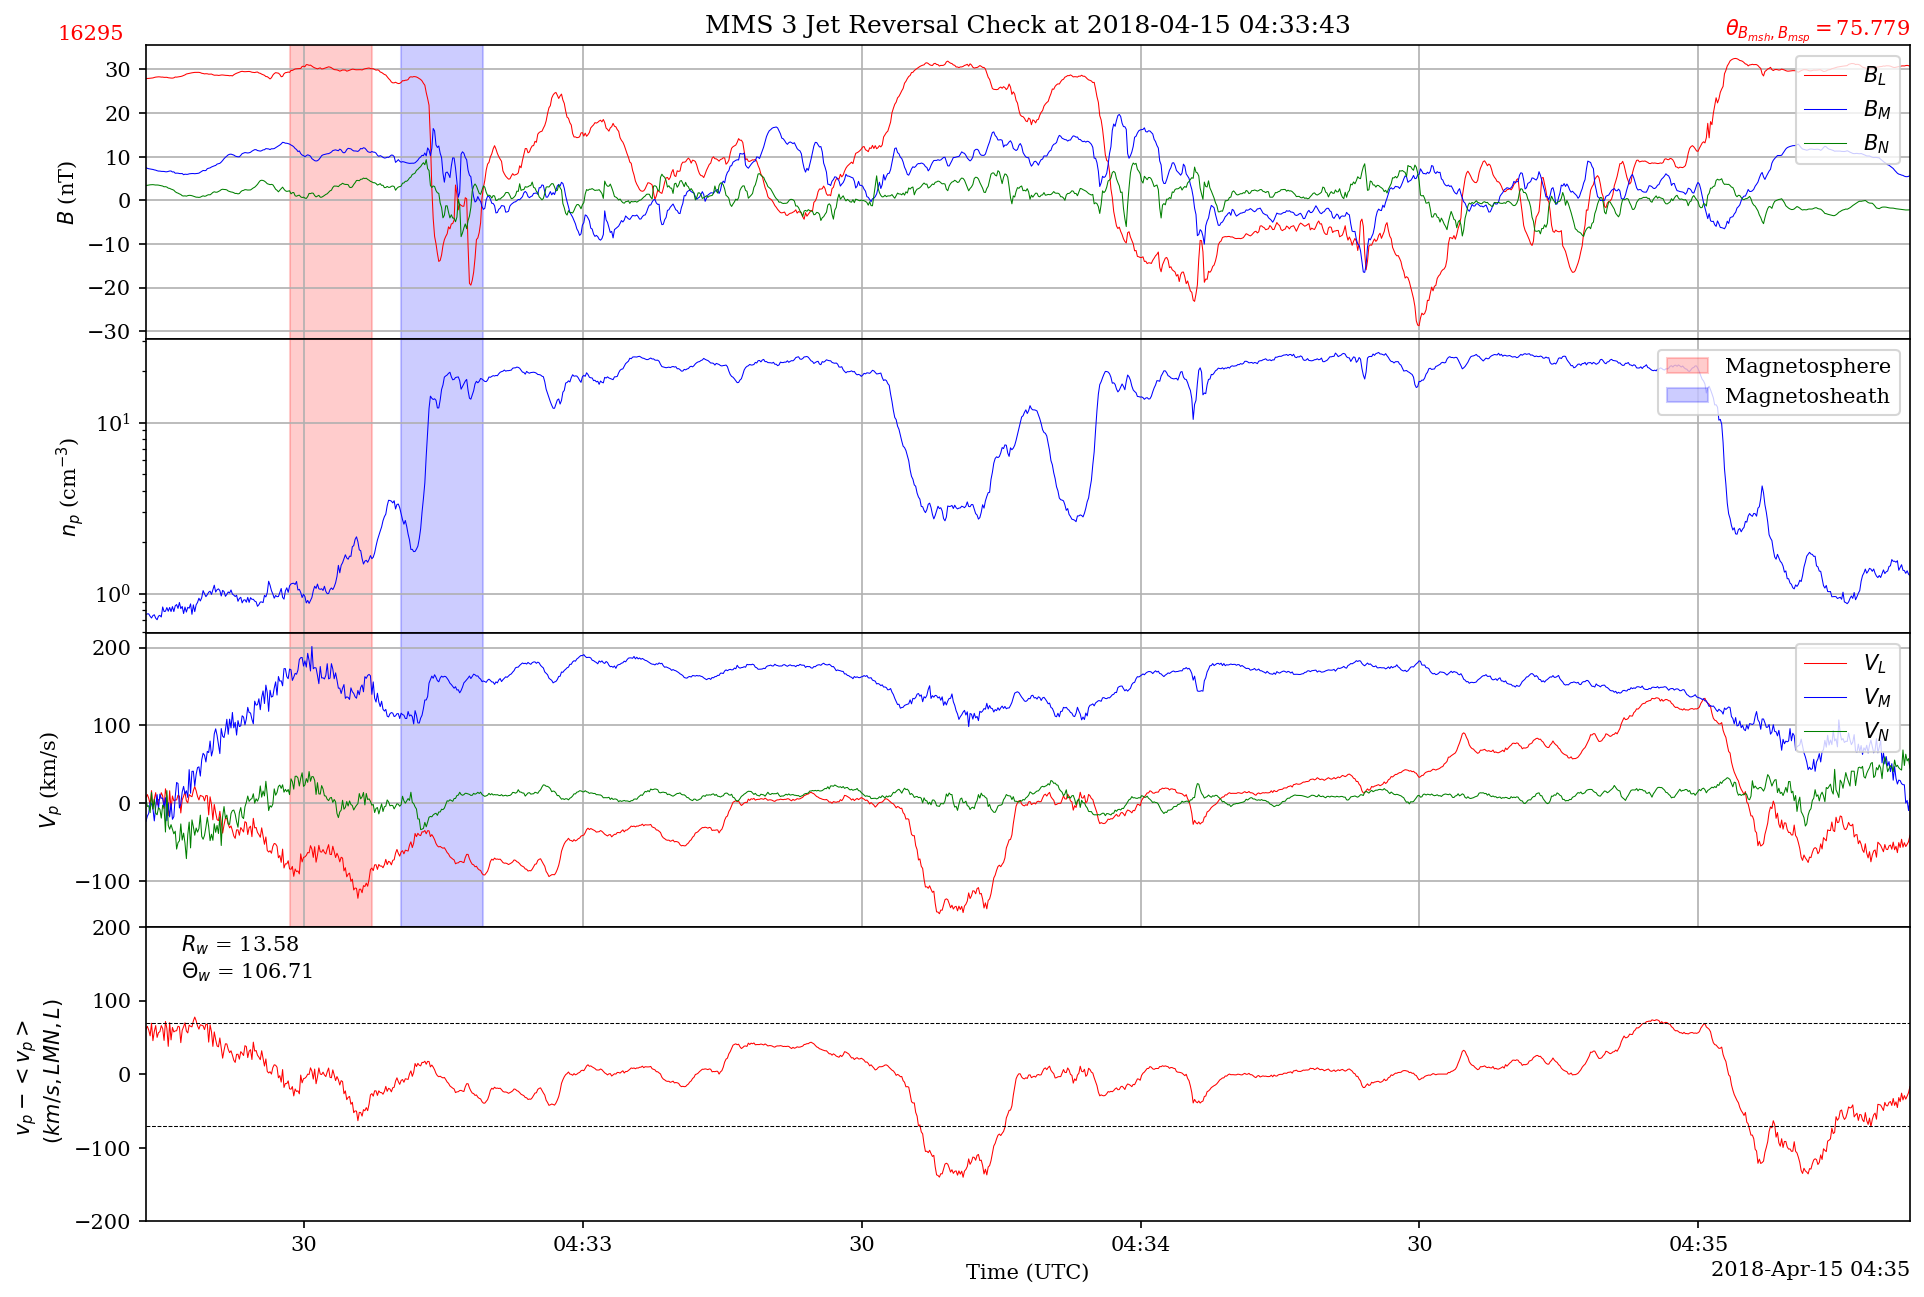 MMS 3 Jet Reversal Check at 2018-04-15 04:33:43
16295
θ_{B_{msh}, B_{msp}} = 75.779
30
20
10
0
−10
−20
−30
B (nT)
B_L
B_M
B_N
10^1
10^0
n_p (cm^{−3})
Magnetosphere
Magnetosheath
200
100
0
−100
V_p (km/s)
V_L
V_M
V_N
200
100
0
−100
−200
v_p − < v_p >
(km/s, LMN, L)
R_w = 13.58
Θ_w = 106.71
30
04:33
30
04:34
30
04:35
Time (UTC)
2018-Apr-15 04:35